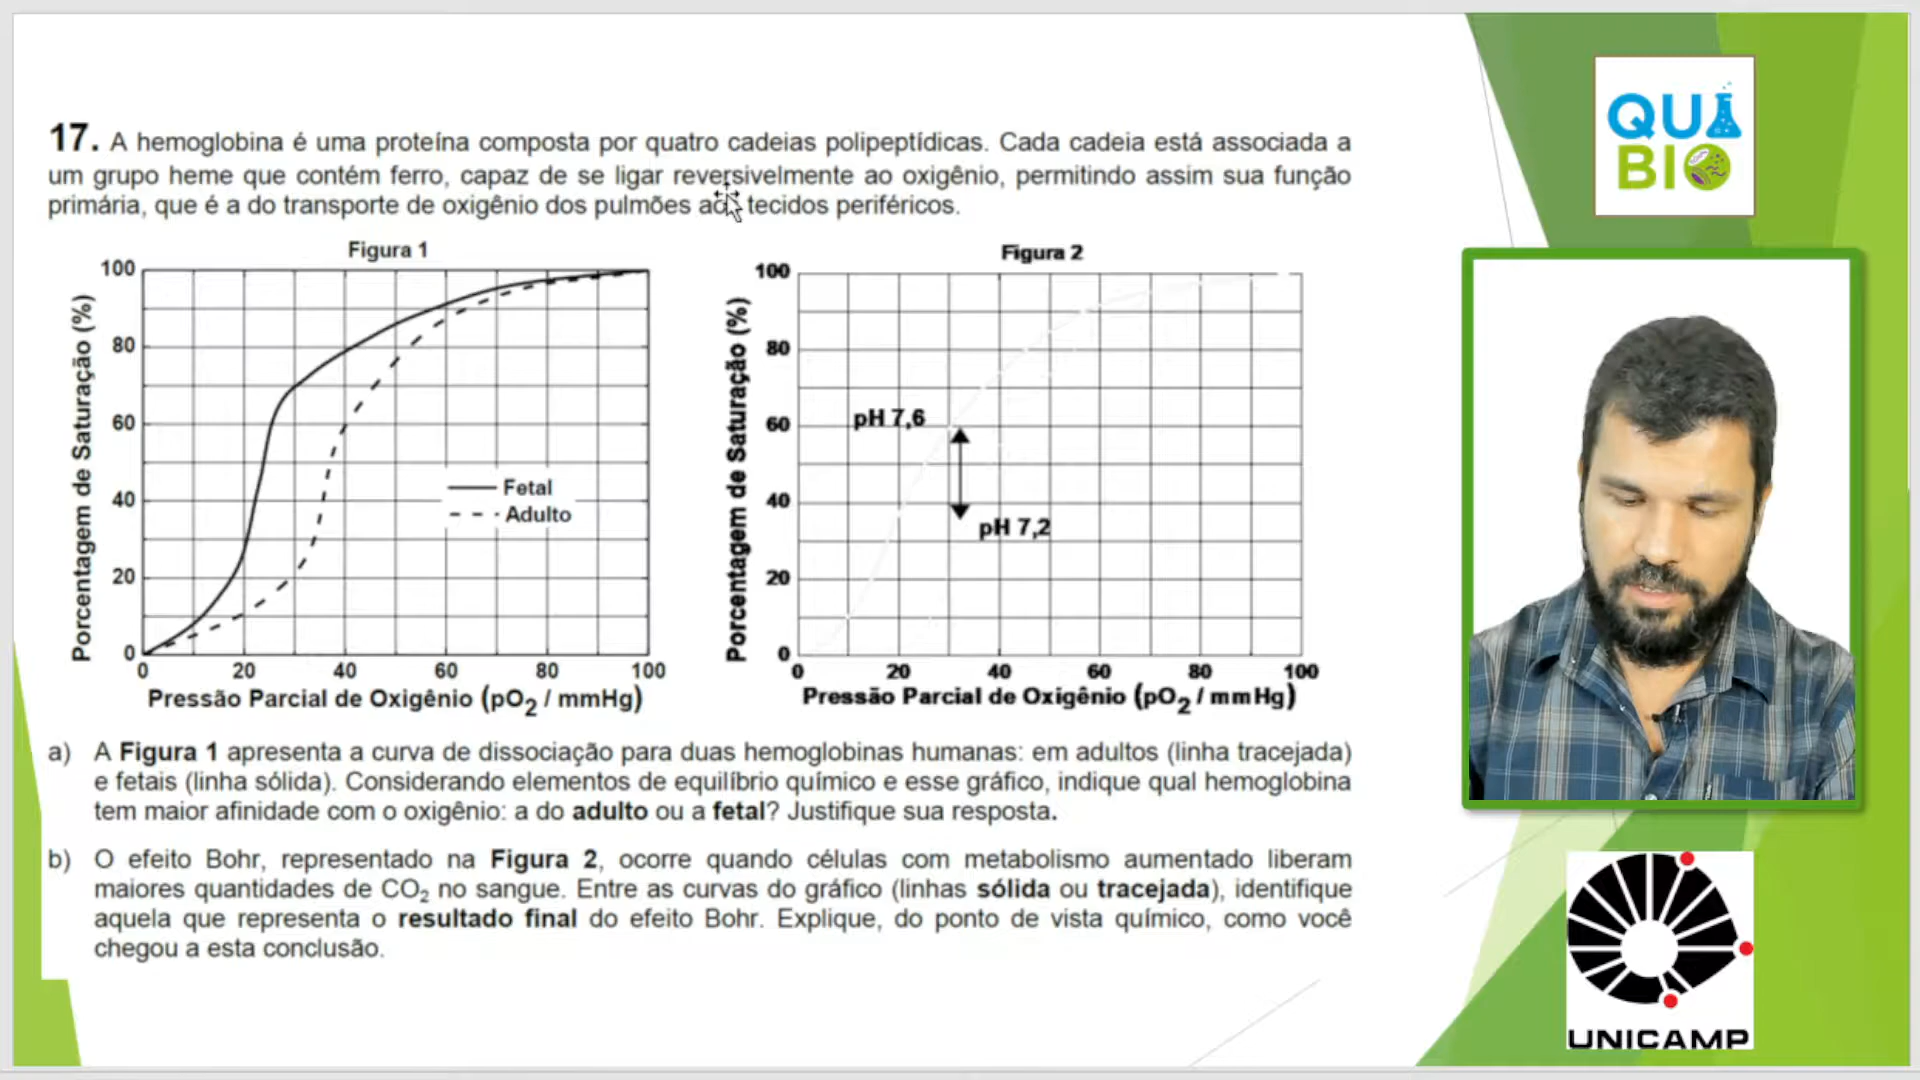 17. A hemoglobina é uma proteína composta por quatro cadeias polipeptídicas. Cada cadeia está associada a
um grupo heme que contém ferro, capaz de se ligar reversivelmente ao oxigênio, permitindo assim sua função
primária, que é a do transporte de oxigênio dos pulmões aos tecidos periféricos.
Figura 1
Porcentagem de Saturação (%)
100
80
60
40
20
0
Fetal
Adulto
0 20 40 60 80 100
Pressão Parcial de Oxigênio (pO2 / mmHg)
Figura 2
Porcentagem de Saturação (%)
100
80
60
40
20
0
pH 7,6
pH 7,2
0 20 40 60 80 100
Pressão Parcial de Oxigênio (pO2 / mmHg)
a) A Figura 1 apresenta a curva de dissociação para duas hemoglobinas humanas: em adultos (linha tracejada)
e fetais (linha sólida). Considerando elementos de equilíbrio químico e esse gráfico, indique qual hemoglobina
tem maior afinidade com o oxigênio: a do adulto ou a fetal? Justifique sua resposta.
b) O efeito Bohr, representado na Figura 2, ocorre quando células com metabolismo aumentado liberam
maiores quantidades de CO2 no sangue. Entre as curvas do gráfico (linhas sólida ou tracejada), identifique
aquela que representa o resultado final do efeito Bohr. Explique, do ponto de vista químico, como você
chegou a esta conclusão.
QUI
BIO
UNICAMP